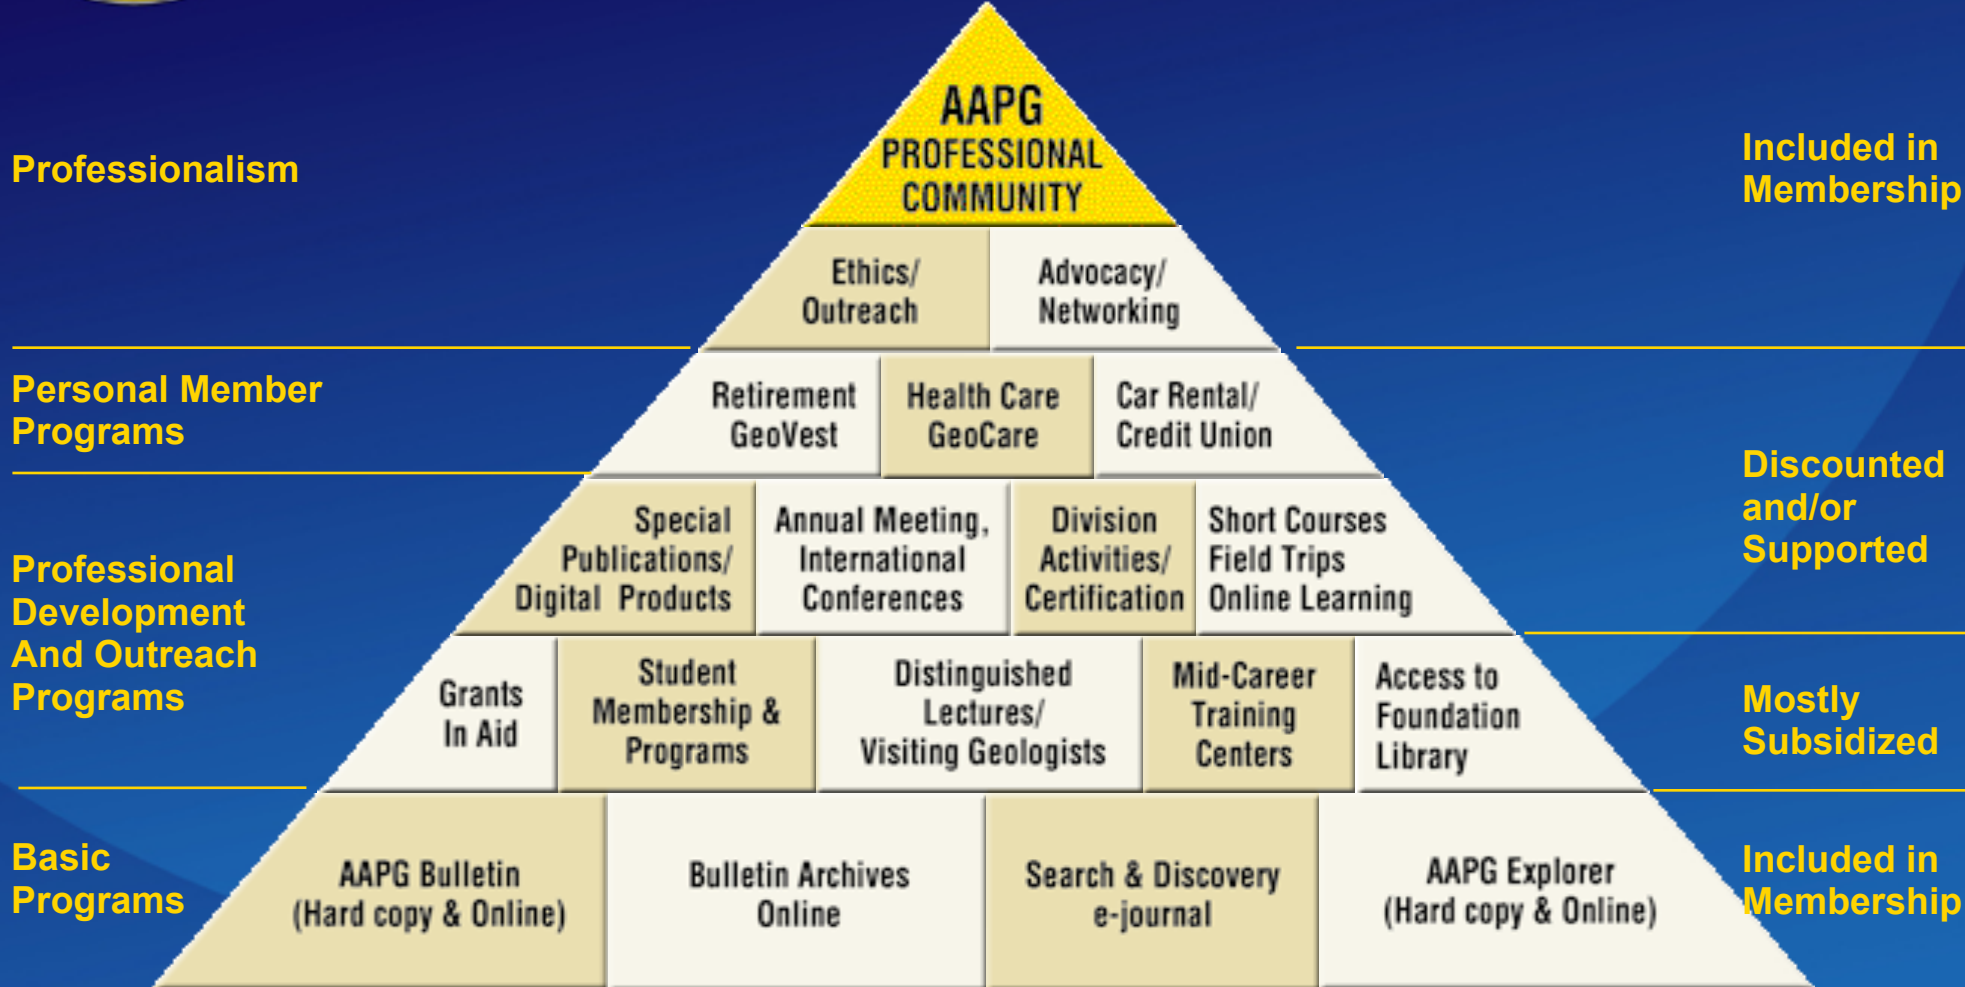 AAPG
PROFESSIONAL
COMMUNITY
Professionalism
Included in
Membership
Ethics/
Outreach
Advocacy/
Networking
Personal Member
Programs
Retirement
GeoVest
Health Care
GeoCare
Car Rental/
Credit Union
Discounted
and/or
Supported
Professional
Development
And Outreach
Programs
Special
Publications/
Digital Products
Annual Meeting,
International
Conferences
Division
Activities/
Certification
Short Courses
Field Trips
Online Learning
Grants
In Aid
Student
Membership &
Programs
Distinguished
Lectures/
Visiting Geologists
Mid-Career
Training
Centers
Access to
Foundation
Library
Mostly
Subsidized
Basic
Programs
AAPG Bulletin
(Hard copy & Online)
Bulletin Archives
Online
Search & Discovery
e-journal
AAPG Explorer
(Hard copy & Online)
Included in
Membership